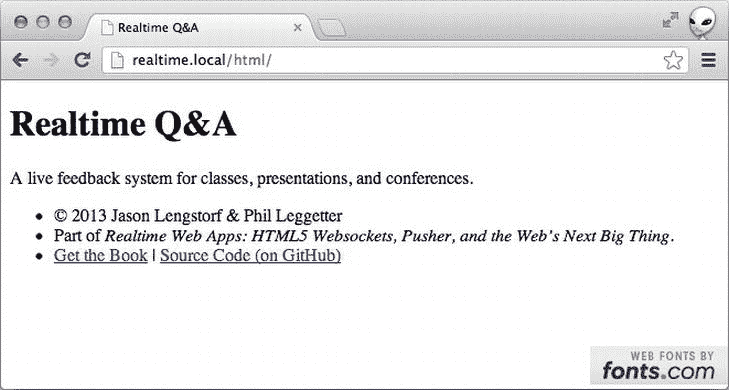 Realtime Q&A
realtime.local/html/
Realtime Q&A
A live feedback system for classes, presentations, and conferences.
• © 2013 Jason Lengstorf & Phil Leggetter
• Part of Realtime Web Apps: HTML5 Websockets, Pusher, and the Web's Next Big Thing.
• Get the Book | Source Code (on GitHub)
WEB FONTS BY
fonts.com